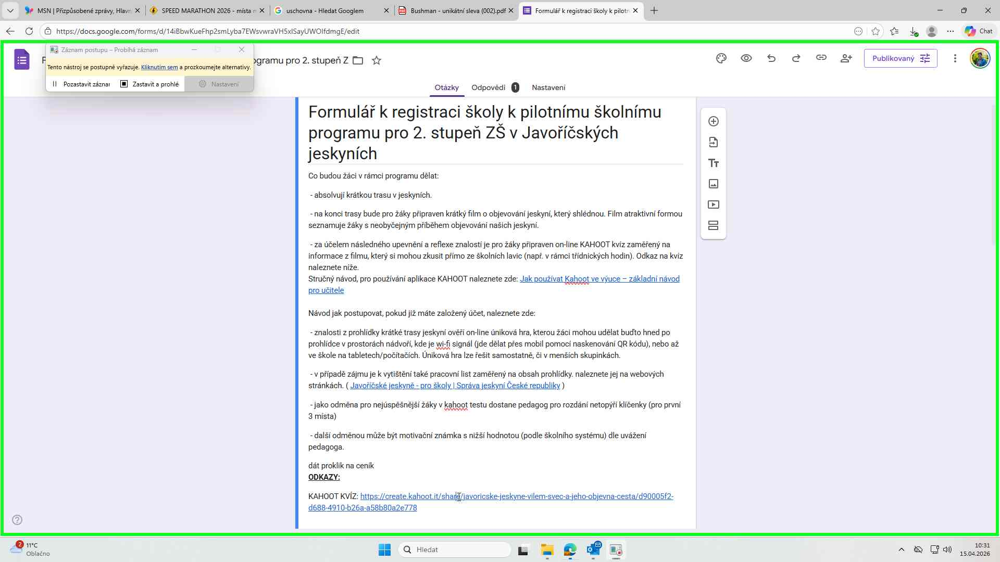 MSN | Přizpůsobené zprávy, Hlavn
SPEED MARATHON 2026 - místa n
uschovna - Hledat Googlem
Bushman - unikátní sleva (002).pdf
Formulář k registraci školy k pilotn
https://docs.google.com/forms/d/14iBbwKueFhp2smLyba7EWsvwraVH5xlSayUWOIfdmgE/edit
Chat
Záznam postupu – Probíhá záznam
Tento nástroj se postupně vyřazuje. Kliknutím sem a prozkoumejte alternativy.
Pozastavit záznam
Zastavit a prohlé
Nastavení
ogramu pro 2. stupeň Z
Publikovaný
Otázky
Odpovědi 1
Nastavení
Formulář k registraci školy k pilotnímu školnímu
programu pro 2. stupeň ZŠ v Javoříčských
jeskyních
Co budou žáci v rámci programu dělat:
- absolvují krátkou trasu v jeskyních.
- na konci trasy bude pro žáky připraven krátký film o objevování jeskyní, který shlédnou. Film atraktivní formou
seznamuje žáky s neobyčejným příběhem objevování našich jeskyní.
- za účelem následného upevnění a reflexe znalostí je pro žáky připraven on-line KAHOOT kvíz zaměřený na
informace z filmu, který si mohou zkusit přímo ze školních lavic (např. v rámci třídnických hodin). Odkaz na kvíz
naleznete níže.
Stručný návod, pro používání aplikace KAHOOT naleznete zde: Jak používat Kahoot ve výuce – základní návod
pro učitele
Návod jak postupovat, pokud již máte založený účet, naleznete zde:
- znalosti z prohlídky krátké trasy jeskyní ověří on-line úniková hra, kterou žáci mohou udělat buďto hned po
prohlídce v prostorách nádvoří, kde je wi-fi signál (jde dělat přes mobil pomocí naskenování QR kódu), nebo až
ve škole na tabletech/počítačích. Úniková hra lze řešit samostatně, či v menších skupinkách.
- v případě zájmu je k vytištění také pracovní list zaměřený na obsah prohlídky. naleznete jej na webových
stránkách. ( Javoříčské jeskyně - pro školy | Správa jeskyní České republiky )
- jako odměna pro nejúspěšnější žáky v kahoot testu dostane pedagog pro rozdání netopýří klíčenky (pro první
3 místa)
- další odměnou může být motivační známka s nižší hodnotou (podle školního systému) dle uvážení
pedagoga.
dát proklik na ceník
ODKAZY:
KAHOOT KVÍZ: https://create.kahoot.it/share/javoricske-jeskyne-vilem-svec-a-jeho-objevna-cesta/d90005f2-
d688-4910-b26a-a58b80a2e778
2
11°C
Oblačno
Hledat
10:31
15.04.2026